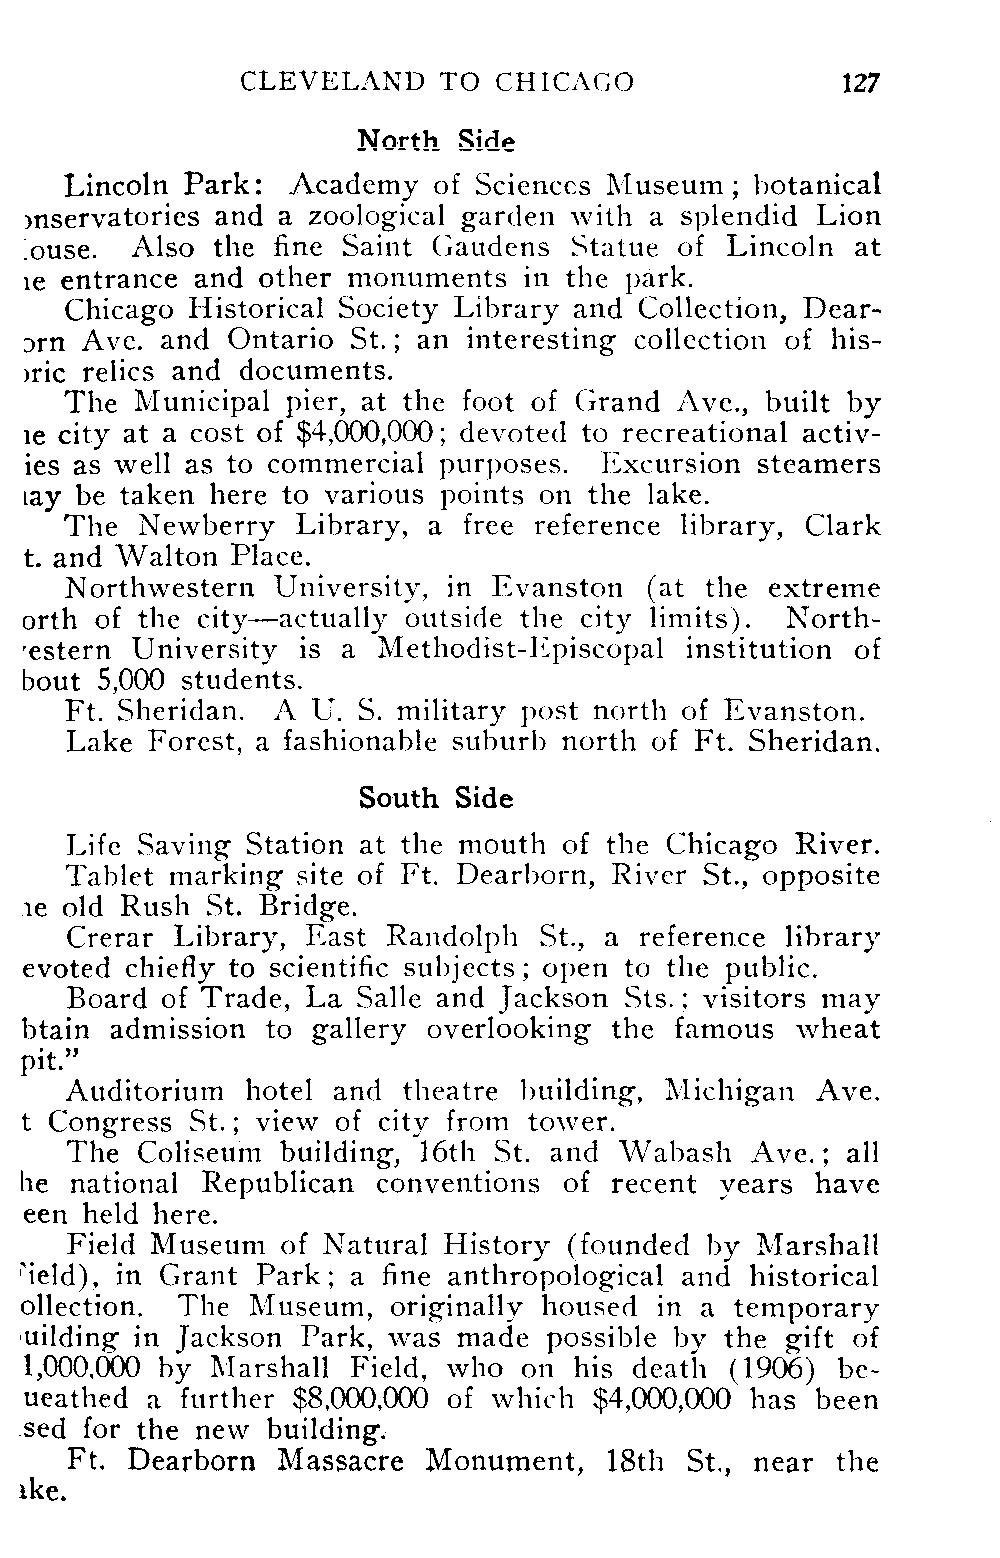 CLEVELAND TO CHICAGO 127
North Side
Lincoln Park: Academy of Sciences Museum; botanical
onservatories and a zoological garden with a splendid Lion
ouse. Also the fine Saint Gaudens Statue of Lincoln at
ie entrance and other monuments in the park.
Chicago Historical Society Library and Collection, Dear-
orn Ave. and Ontario St.; an interesting collection of his-
oric relics and documents.
The Municipal pier, at the foot of Grand Ave., built by
ie city at a cost of $4,000,000; devoted to recreational activ-
ies as well as to commercial purposes. Excursion steamers
ay be taken here to various points on the lake.
The Newberry Library, a free reference library, Clark
t. and Walton Place.
Northwestern University, in Evanston (at the extreme
orth of the city—actually outside the city limits). North-
estern University is a Methodist-Episcopal institution of
bout 5,000 students.
Ft. Sheridan. A U. S. military post north of Evanston.
Lake Forest, a fashionable suburb north of Ft. Sheridan.
South Side
Life Saving Station at the mouth of the Chicago River.
Tablet marking site of Ft. Dearborn, River St., opposite
ie old Rush St. Bridge.
Crerar Library, East Randolph St., a reference library
evoted chiefly to scientific subjects; open to the public.
Board of Trade, La Salle and Jackson Sts.; visitors may
btain admission to gallery overlooking the famous wheat
pit."
Auditorium hotel and theatre building, Michigan Ave.
t Congress St.; view of city from tower.
The Coliseum building, 16th St. and Wabash Ave.; all
he national Republican conventions of recent years have
een held here.
Field Museum of Natural History (founded by Marshall
ield), in Grant Park; a fine anthropological and historical
ollection. The Museum, originally housed in a temporary
uilding in Jackson Park, was made possible by the gift of
1,000,000 by Marshall Field, who on his death (1906) be-
ueathed a further $8,000,000 of which $4,000,000 has been
sed for the new building.
Ft. Dearborn Massacre Monument, 18th St., near the
ake.